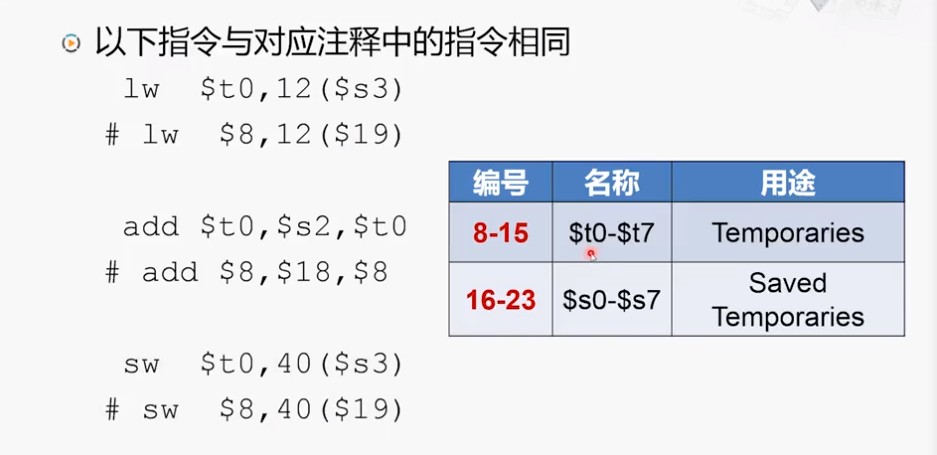 以下指令与对应注释中的指令相同
lw $t0,12($s3)
# lw $8,12($19)
add $t0,$s2,$t0
# add $8,$18,$8
sw $t0,40($s3)
# sw $8,40($19)
编号 名称 用途
8-15 $t0-$t7 Temporaries
16-23 $s0-$s7 Saved
Temporaries